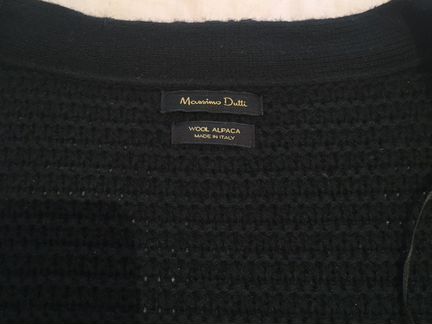 Massimo Dutti
WOOL ALPACA
MADE IN ITALY